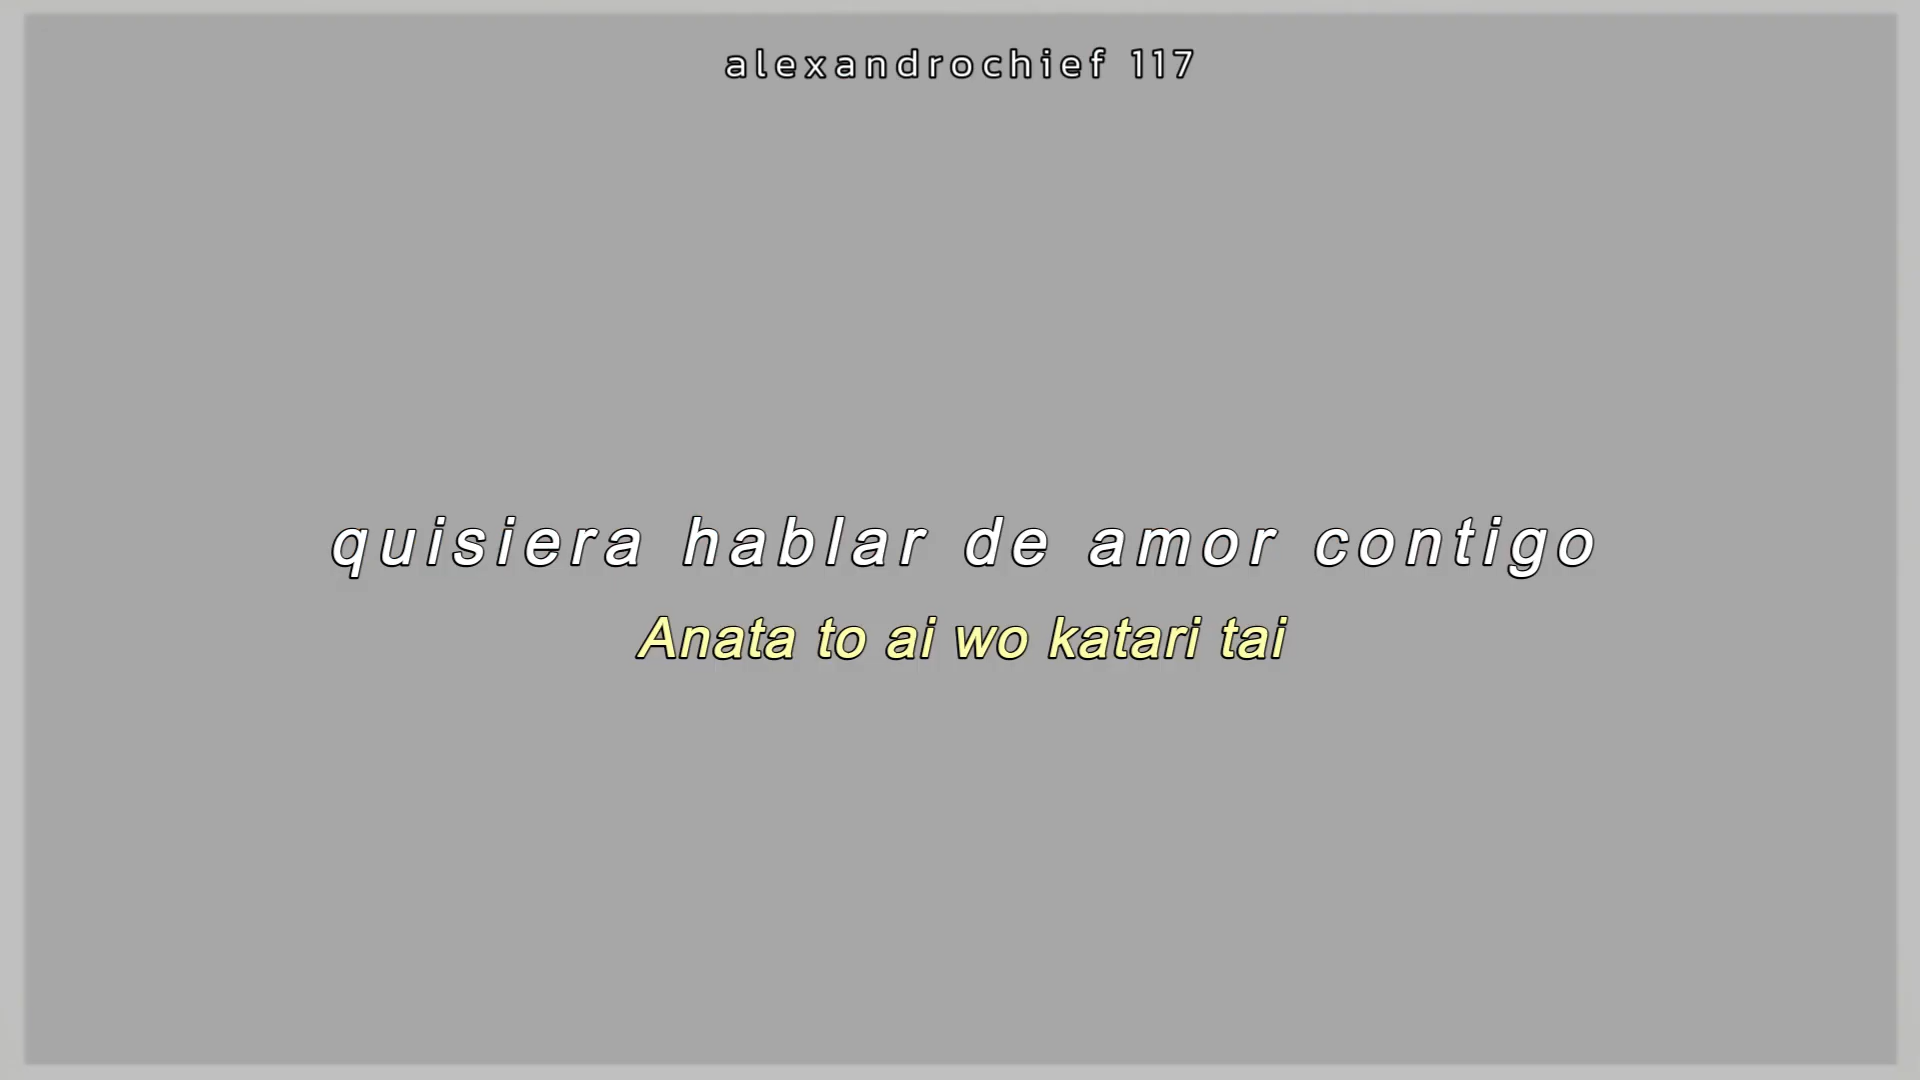 alexandrochief 117
quisiera hablar de amor contigo
Anata to ai wo katari tai